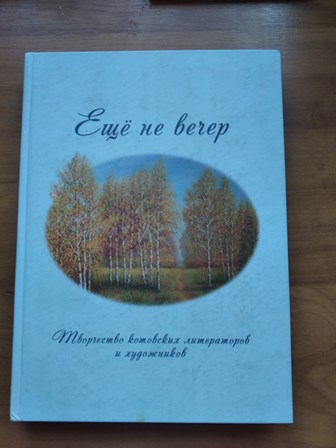 Ещё не вечер
Творчество котовских литераторов
и художников